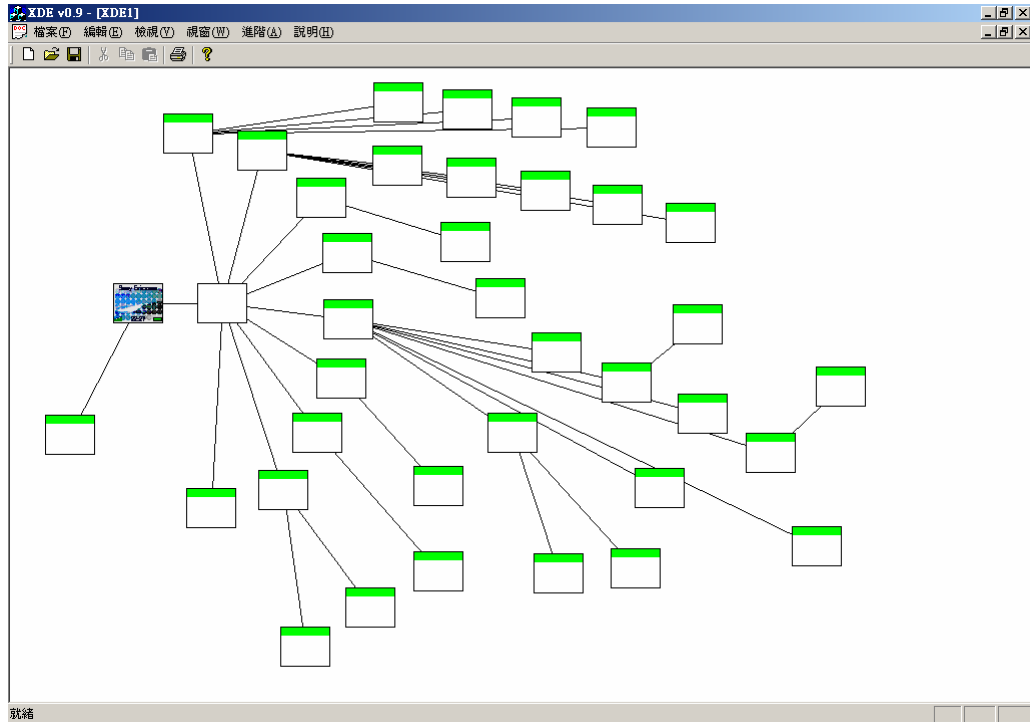 XDE v0.9 - [XDE1]
檔案(F) 編輯(E) 檢視(V) 視窗(W) 進階(A) 說明(H)
Sony Ericsson
就緒